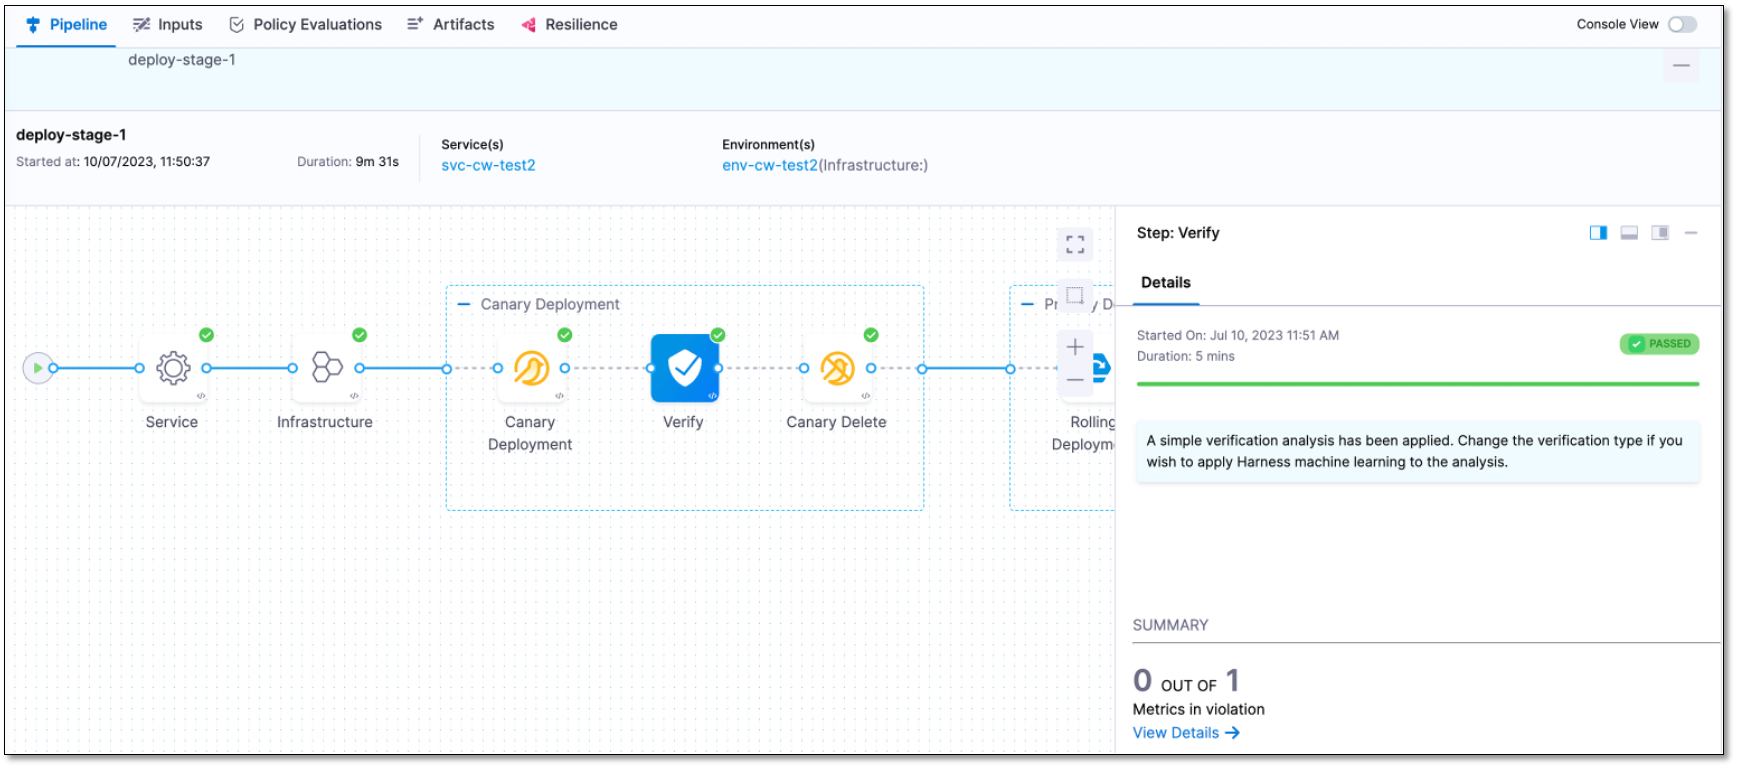 Pipeline Inputs Policy Evaluations Artifacts Resilience Console View
deploy-stage-1
deploy-stage-1
Started at: 10/07/2023, 11:50:37 Duration: 9m 31s
Service(s)
svc-cw-test2
Environment(s)
env-cw-test2(Infrastructure:)
Canary Deployment
Service
Infrastructure
Canary
Deployment
Verify
Canary Delete
Rolling
Step: Verify
Details
Started On: Jul 10, 2023 11:51 AM
Duration: 5 mins
PASSED
A simple verification analysis has been applied. Change the verification type if you
wish to apply Harness machine learning to the analysis.
SUMMARY
0 OUT OF 1
Metrics in violation
View Details